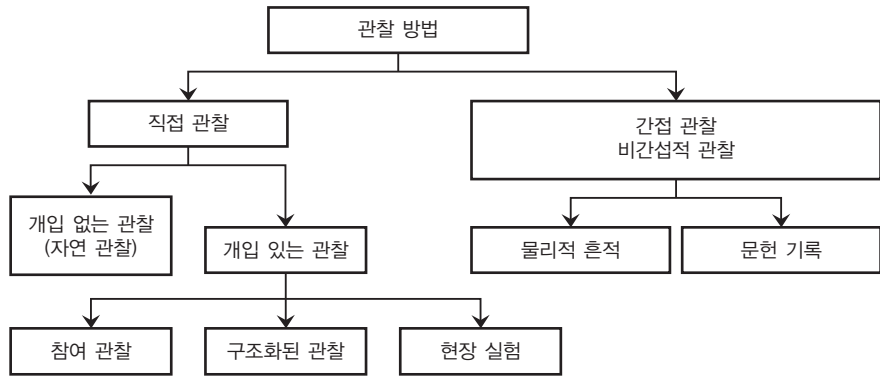 관찰 방법
직접 관찰
간접 관찰
비간섭적 관찰
개입 없는 관찰
(자연 관찰)
개입 있는 관찰
물리적 흔적
문헌 기록
참여 관찰
구조화된 관찰
현장 실험